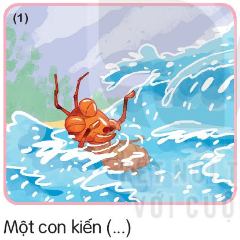 (1)
Một con kiến (...)